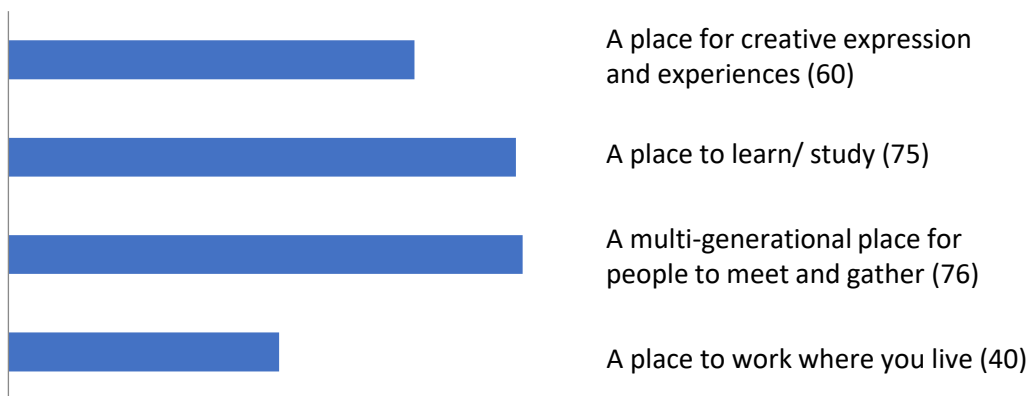 A place for creative expression
and experiences (60)
A place to learn/ study (75)
A multi-generational place for
people to meet and gather (76)
A place to work where you live (40)